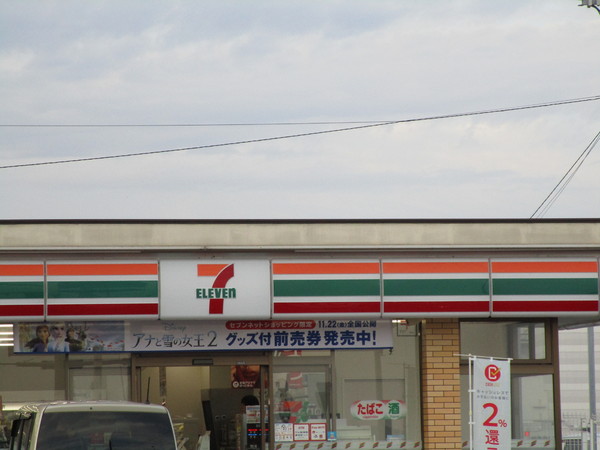 7
ELEVEN
セブンネットショッピング限定
11.22(金)全国公開
アナと雪の女王2
グッズ付前売券発売中!
たばこ
酒
2%
還